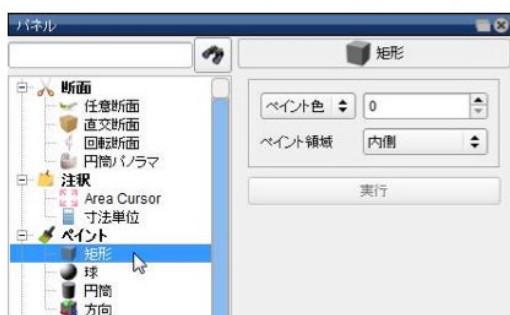 パネル
矩形
断面
任意断面
直交断面
回転断面
円筒パノラマ
注釈
Area Cursor
寸法単位
ペイント
矩形
球
円筒
方向
ペイント色 0
ペイント領域 内側
実行